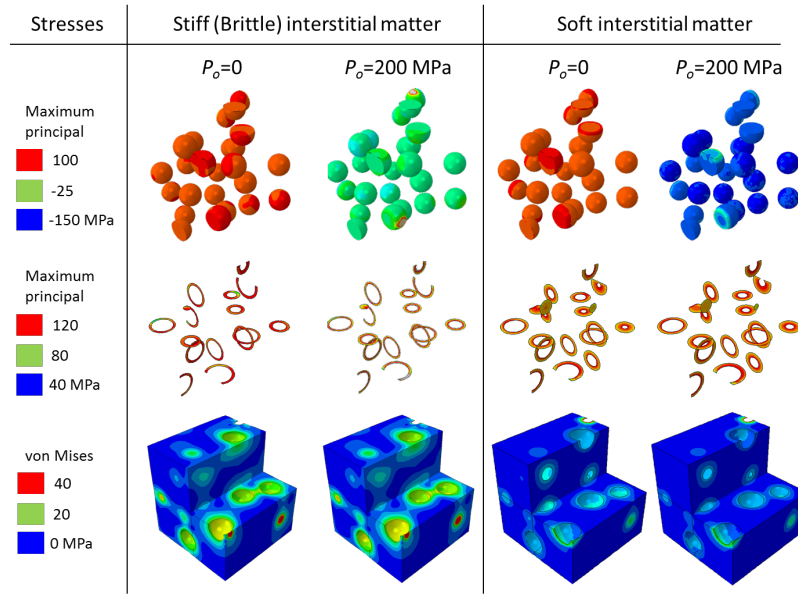 Stresses
Stiff (Brittle) interstitial matter
Soft interstitial matter
Pₒ=0
Pₒ=200 MPa
Pₒ=0
Pₒ=200 MPa
Maximum
principal
100
-25
-150 MPa
Maximum
principal
120
80
40 MPa
von Mises
40
20
0 MPa